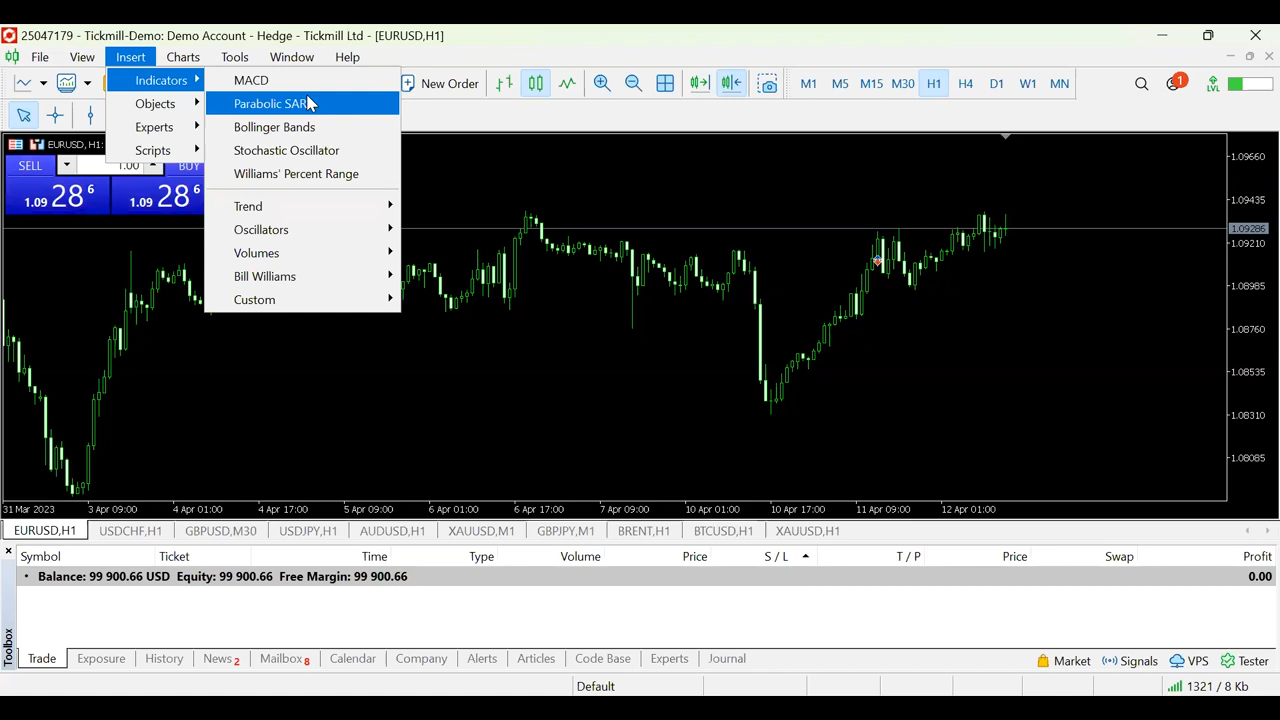 25047179 - Tickmill-Demo: Demo Account - Hedge - Tickmill Ltd - [EURUSD,H1]
File View Insert Charts Tools Window Help
New Order M1 M5 M15 M30 H1 H4 D1 W1 MN 1 LVL
Indicators
Objects
Experts
Scripts
MACD
Parabolic SAR
Bollinger Bands
Stochastic Oscillator
Williams' Percent Range
Trend
Oscillators
Volumes
Bill Williams
Custom
EURUSD, H1:
SELL 1.00 BUY
1.09 28 6 1.09 28 6
1.09660
1.09435
1.09286
1.09210
1.08985
1.08760
1.08535
1.08310
1.08085
31 Mar 2023 3 Apr 09:00 4 Apr 01:00 4 Apr 17:00 5 Apr 09:00 6 Apr 01:00 6 Apr 17:00 7 Apr 09:00 10 Apr 01:00 10 Apr 17:00 11 Apr 09:00 12 Apr 01:00
EURUSD,H1 USDCHF,H1 GBPUSD,M30 USDJPY,H1 AUDUSD,H1 XAUUSD,M1 GBPJPY,M1 BRENT,H1 BTCUSD,H1 XAUUSD,H1
Symbol Ticket Time Type Volume Price S / L T / P Price Swap Profit
Balance: 99 900.66 USD Equity: 99 900.66 Free Margin: 99 900.66 0.00
Toolbox
Trade Exposure History News 2 Mailbox 8 Calendar Company Alerts Articles Code Base Experts Journal Market Signals VPS Tester
Default 1321 / 8 Kb